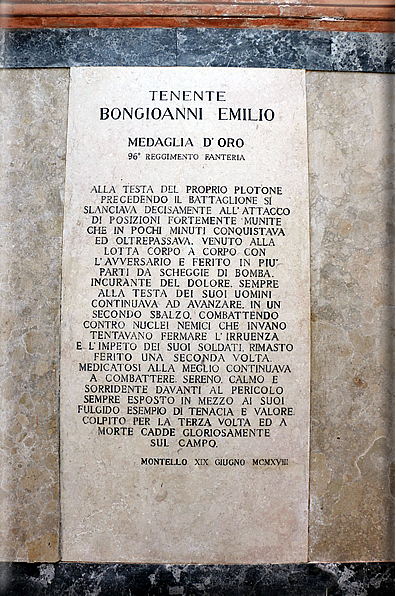 TENENTE
BONGIOANNI EMILIO
MEDAGLIA D'ORO
96° REGGIMENTO FANTERIA
ALLA TESTA DEL PROPRIO PLOTONE
PRECEDENDO IL BATTAGLIONE SI
SLANCIAVA DECISAMENTE ALL'ATTACCO
DI POSIZIONI FORTEMENTE MUNITE
CHE IN POCHI MINUTI CONQUISTAVA
ED OLTREPASSAVA. VENUTO ALLA
LOTTA CORPO A CORPO CON
L'AVVERSARIO E FERITO IN PIU'
PARTI DA SCHEGGIE DI BOMBA,
INCURANTE DEL DOLORE, SEMPRE
ALLA TESTA DEI SUOI UOMINI
CONTINUAVA AD AVANZARE, IN UN
SECONDO SBALZO, COMBATTENDO
CONTRO NUCLEI NEMICI CHE INVANO
TENTAVANO FERMARE L'IRRUENZA
E L'IMPETO DEI SUOI SOLDATI, RIMASTO
FERITO UNA SECONDA VOLTA,
MEDICATOSI ALLA MEGLIO CONTINUAVA
A COMBATTERE, SERENO, CALMO E
SORRIDENTE DAVANTI AL PERICOLO
SEMPRE ESPOSTO IN MEZZO AI SUOI
FULGIDO ESEMPIO DI TENACIA E VALORE.
COLPITO PER LA TERZA VOLTA ED A
MORTE CADDE GLORIOSAMENTE
SUL CAMPO.
MONTELLO XIX GIUGNO MCMXVIII